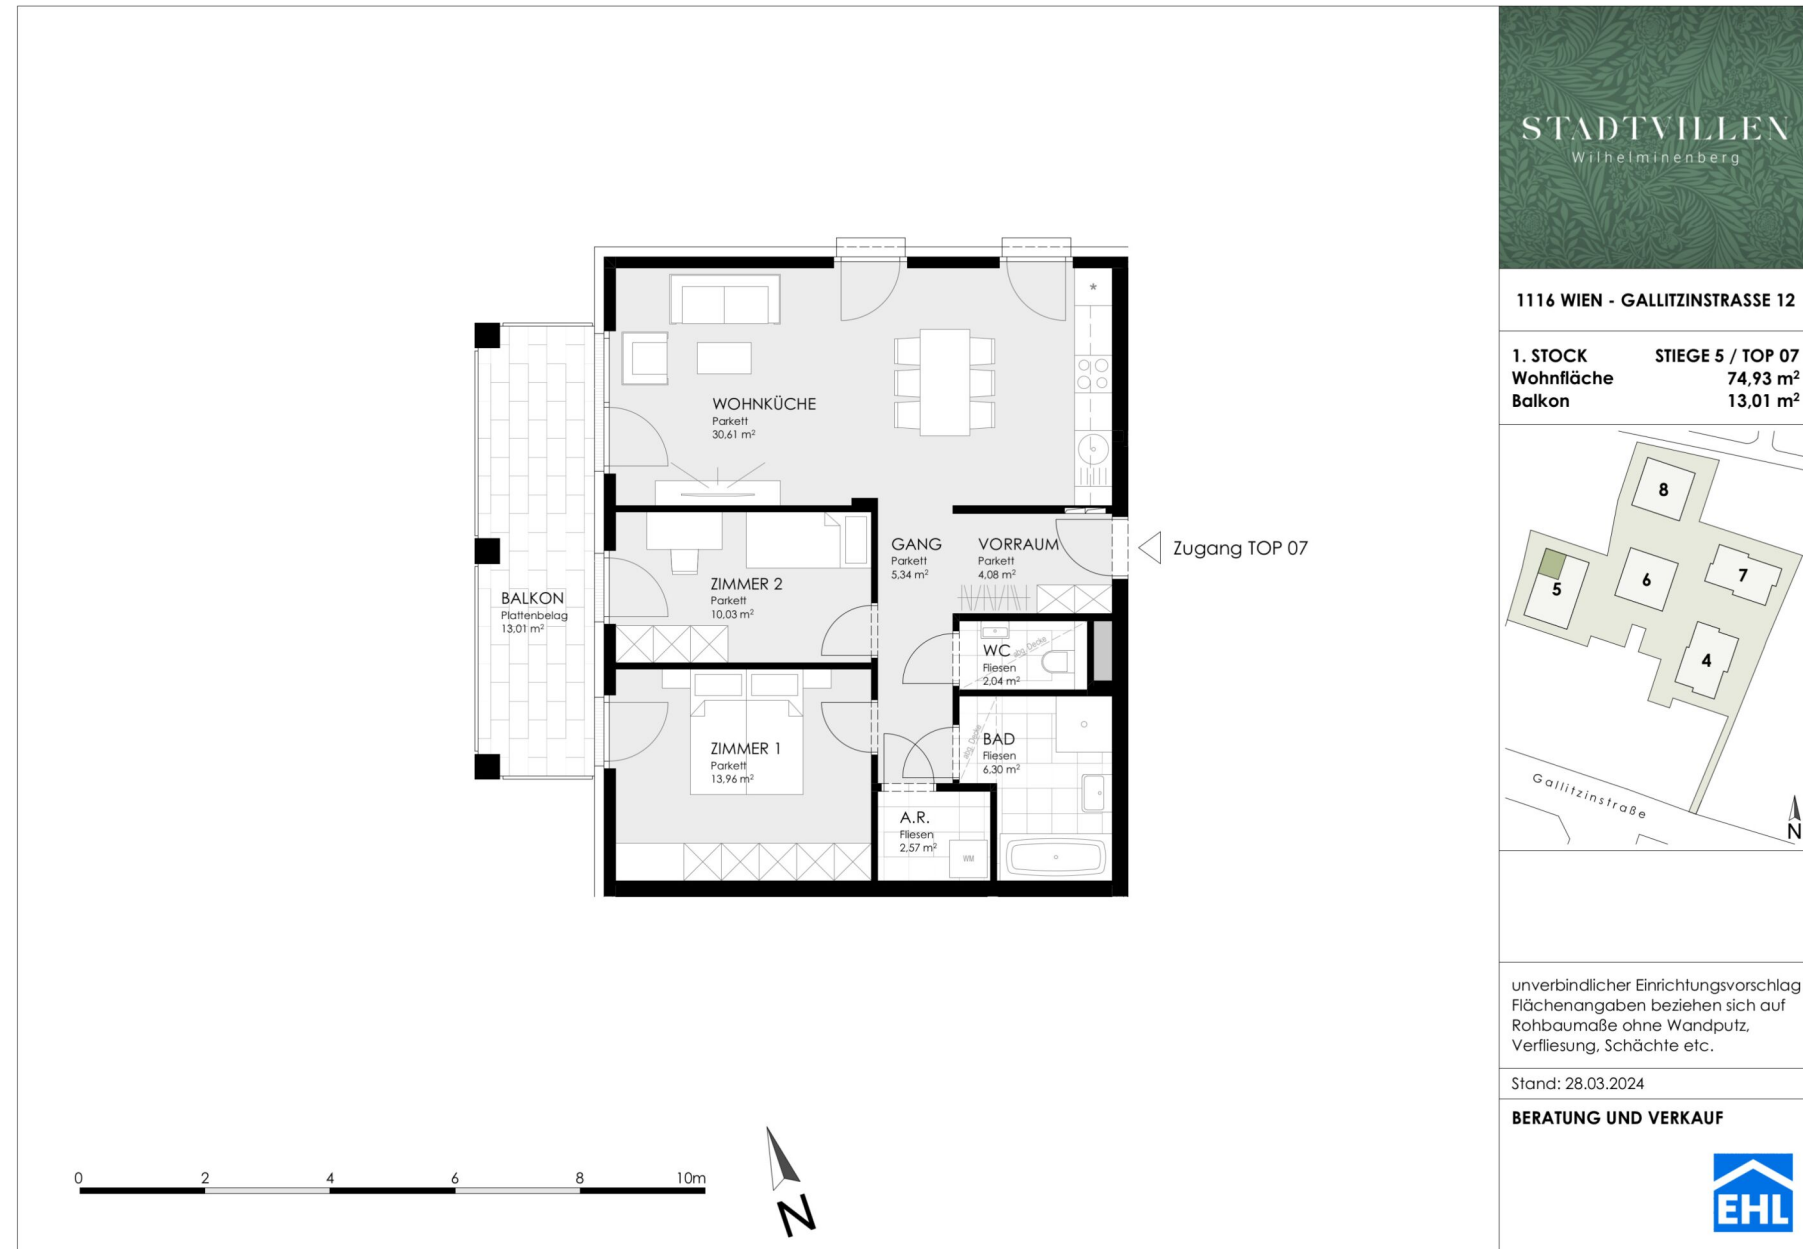 STADTVILLEN
Wilhelminenberg
1116 WIEN - GALLITZINSTRASSE 12
1. STOCK STIEGE 5 / TOP 07
Wohnfläche 74,93 m²
Balkon 13,01 m²
8
5
6
7
4
Gallitzinstraße
N
unverbindlicher Einrichtungsvorschlag
Flächenangaben beziehen sich auf
Rohbaumaße ohne Wandputz,
Verfliesung, Schächte etc.
Stand: 28.03.2024
BERATUNG UND VERKAUF
EHL
*
WOHNKÜCHE
Parkett
30,61 m²
GANG
Parkett
5,34 m²
VORRAUM
Parkett
4,08 m²
Zugang TOP 07
ZIMMER 2
Parkett
10,03 m²
BALKON
Plattenbelag
13,01 m²
WC
Fliesen
2,04 m²
abg. Decke
ZIMMER 1
Parkett
13,96 m²
BAD
Fliesen
6,30 m²
abg. Decke
A.R.
Fliesen
2,57 m²
WM
0 2 4 6 8 10m
N